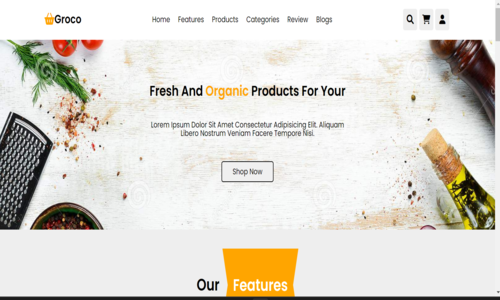 Groco
Home Features Products Categories Review Blogs
Fresh And Organic Products For Your
Lorem Ipsum Dolor Sit Amet Consectetur Adipisicing Elit. Aliquam
Libero Nostrum Veniam Facere Tempore Nisi.
Shop Now
Our Features